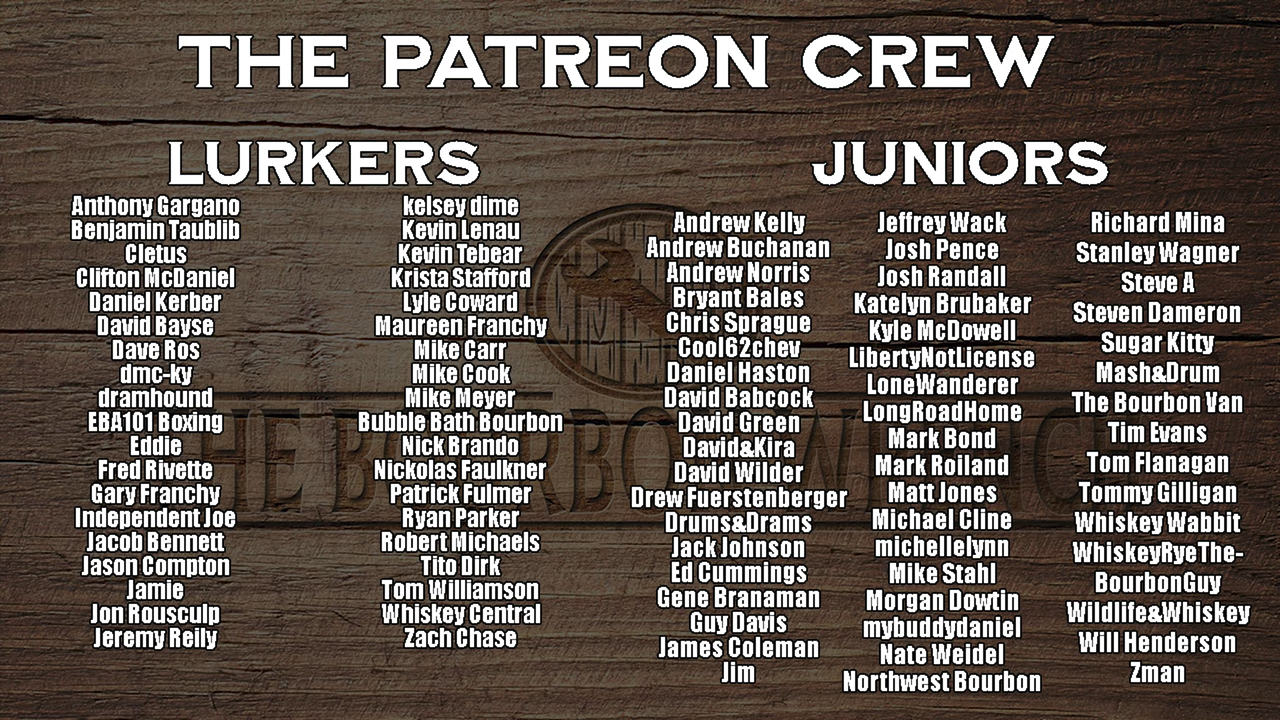 THE PATREON CREW
LURKERS
Anthony Gargano
Benjamin Taublib
Cletus
Clifton McDaniel
Daniel Kerber
David Bayse
Dave Ros
dmc-ky
dramhound
EBA101 Boxing
Eddie
Fred Rivette
Gary Franchy
Independent Joe
Jacob Bennett
Jason Compton
Jamie
Jon Rousculp
Jeremy Reily
kelsey dime
Kevin Lenau
Kevin Tebear
Krista Stafford
Lyle Coward
Maureen Franchy
Mike Carr
Mike Cook
Mike Meyer
Bubble Bath Bourbon
Nick Brando
Nickolas Faulkner
Patrick Fulmer
Ryan Parker
Robert Michaels
Tito Dirk
Tom Williamson
Whiskey Central
Zach Chase
JUNIORS
Andrew Kelly
Andrew Buchanan
Andrew Norris
Bryant Bales
Chris Sprague
Cool62chev
Daniel Haston
David Babcock
David Green
David&Kira
David Wilder
Drew Fuerstenberger
Drums&Drams
Jack Johnson
Ed Cummings
Gene Branaman
Guy Davis
James Coleman
Jim
Jeffrey Wack
Josh Pence
Josh Randall
Katelyn Brubaker
Kyle McDowell
LibertyNotLicense
LoneWanderer
LongRoadHome
Mark Bond
Mark Roiland
Matt Jones
Michael Cline
michellelynn
Mike Stahl
Morgan Dowtin
mybuddydaniel
Nate Weidel
Northwest Bourbon
Richard Mina
Stanley Wagner
Steve A
Steven Dameron
Sugar Kitty
Mash&Drum
The Bourbon Van
Tim Evans
Tom Flanagan
Tommy Gilligan
Whiskey Wabbit
WhiskeyRyeThe-
BourbonGuy
Wildlife&Whiskey
Will Henderson
Zman